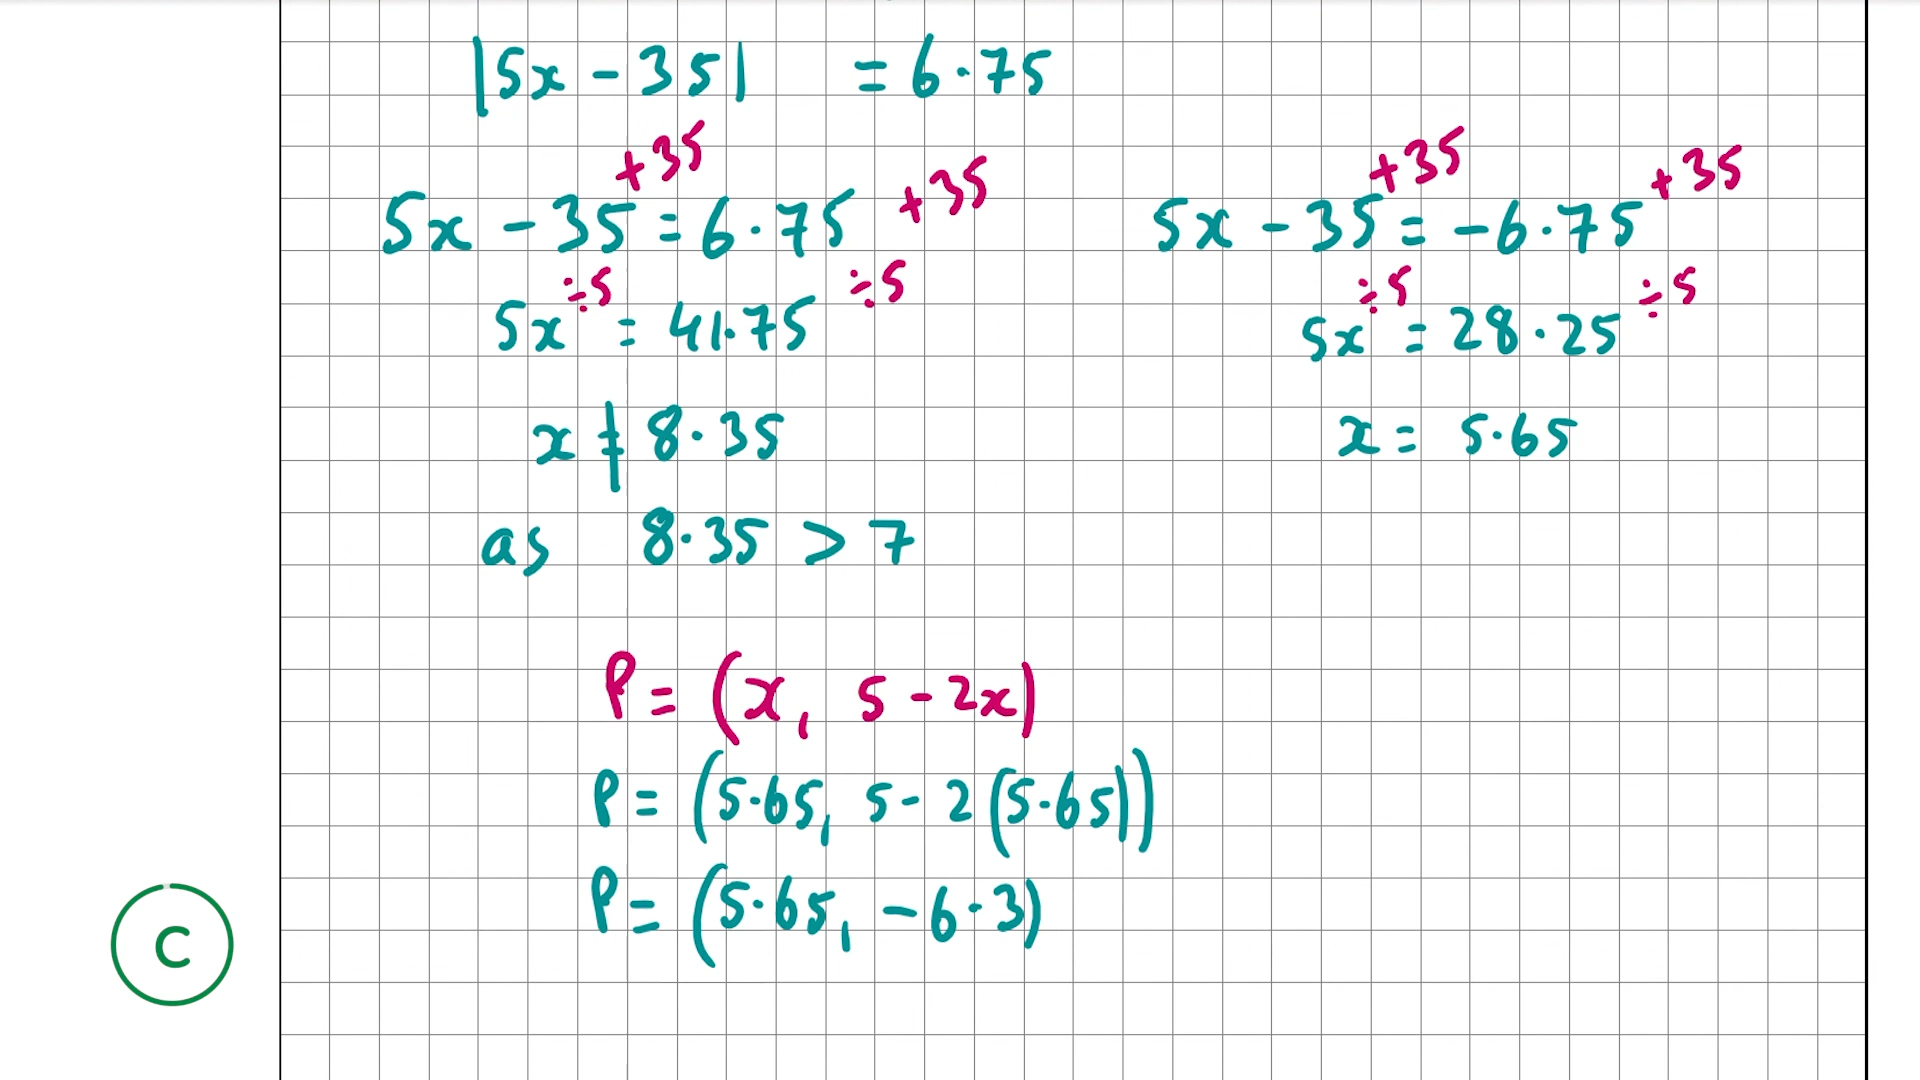 |5x - 35| = 6.75
+35 +35
5x - 35 = 6.75
÷5 ÷5
5x = 41.75
x ≠ 8.35
as 8.35 > 7
+35 +35
5x - 35 = -6.75
÷5 ÷5
5x = 28.25
x = 5.65
P = (x, 5 - 2x)
P = (5.65, 5 - 2(5.65))
P = (5.65, -6.3)
C